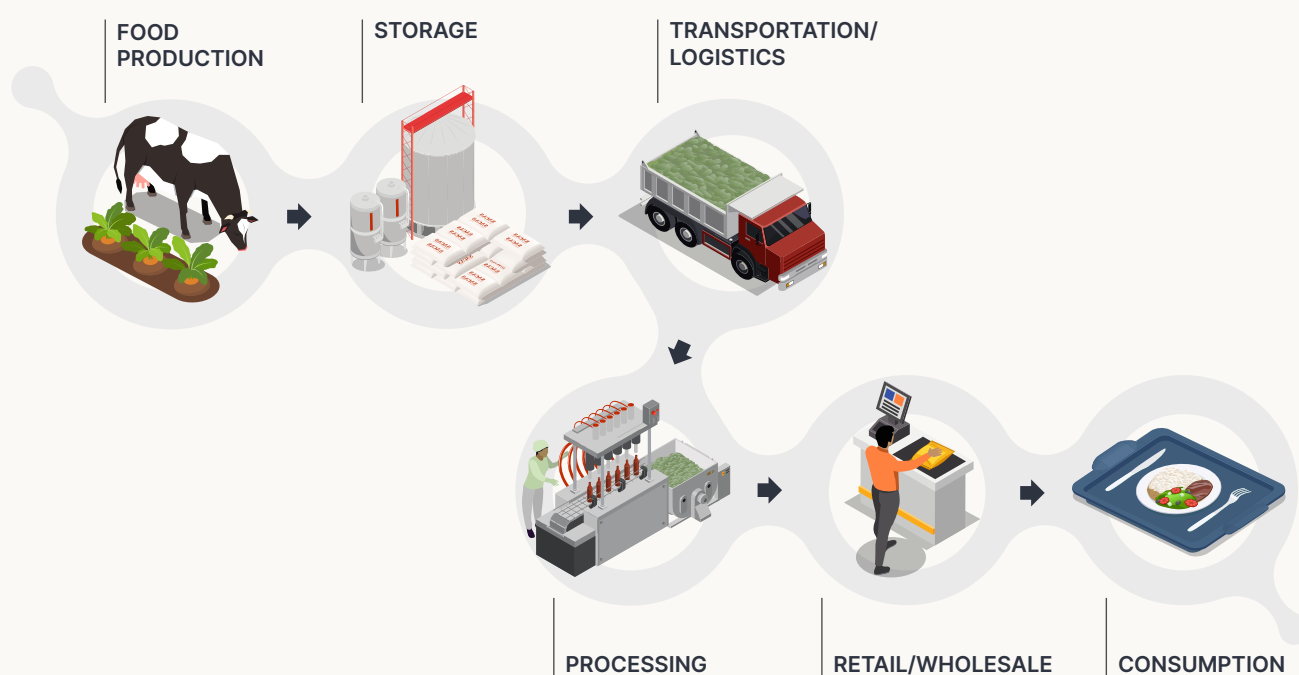 FOOD
PRODUCTION
STORAGE
TRANSPORTATION/
LOGISTICS
PROCESSING
RETAIL/WHOLESALE
CONSUMPTION